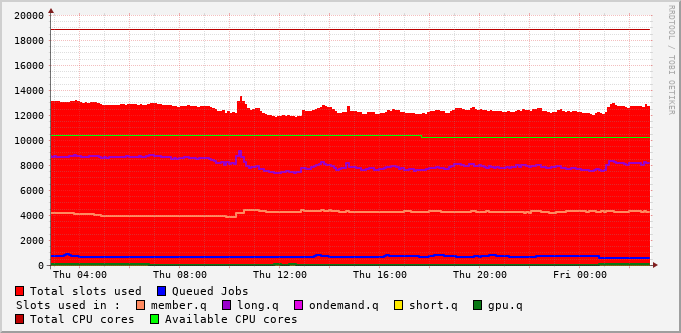 20000
18000
16000
14000
12000
10000
8000
6000
4000
2000
0
Thu 04:00 Thu 08:00 Thu 12:00 Thu 16:00 Thu 20:00 Fri 00:00
RRDTOOL / TOBI OETIKER
Total slots used Queued Jobs
Slots used in : member.q long.q ondemand.q short.q gpu.q
Total CPU cores Available CPU cores